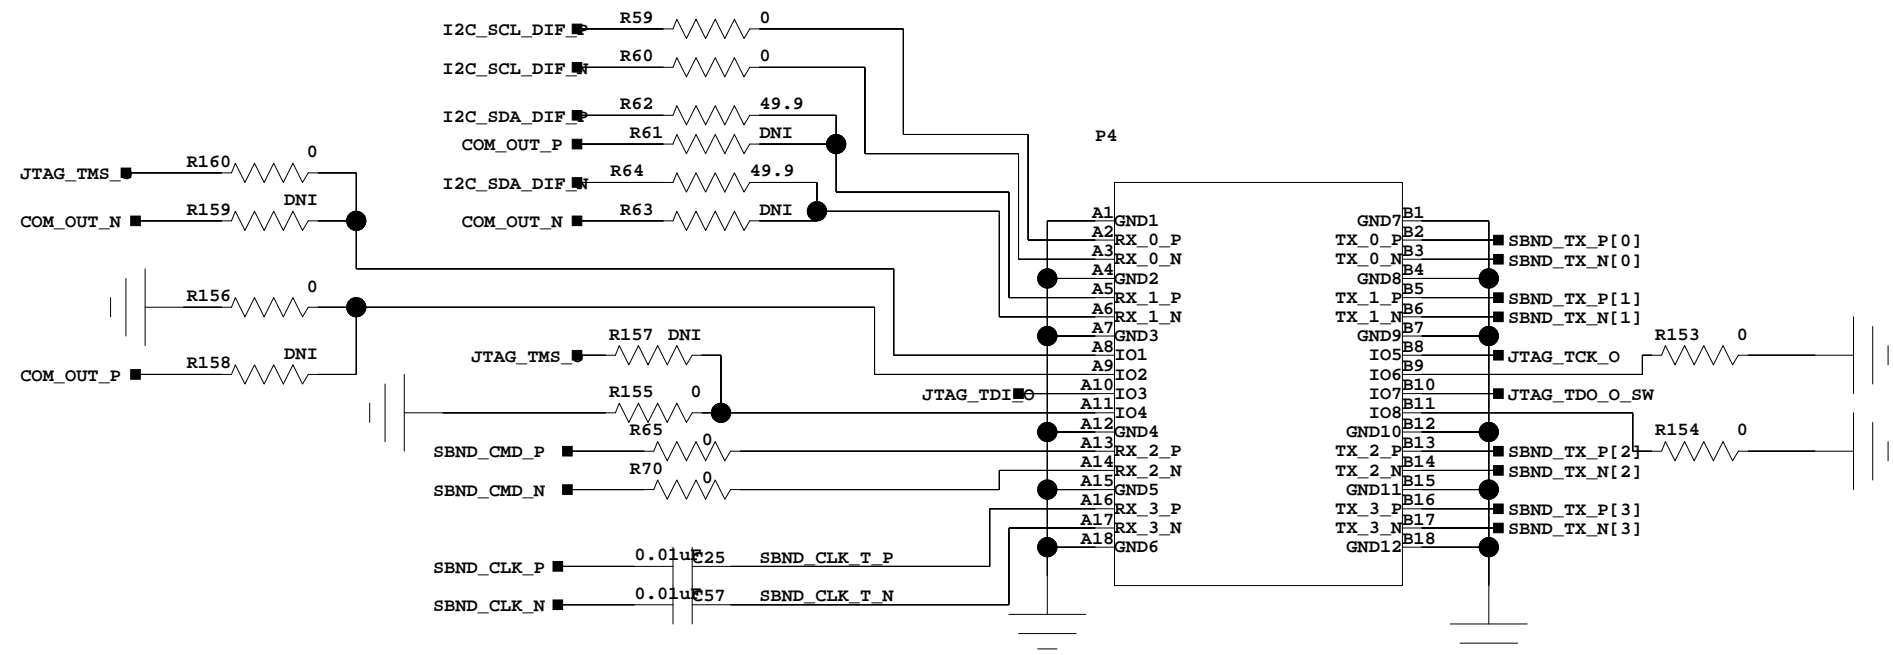 I2C_SCL_DIF_P R59 0
I2C_SCL_DIF_N R60 0
I2C_SDA_DIF_P R62 49.9
COM_OUT_P R61 DNI
I2C_SDA_DIF_N R64 49.9
COM_OUT_N R63 DNI
JTAG_TMS_O R160 0
COM_OUT_N R159 DNI
R156 0
COM_OUT_P R158 DNI
JTAG_TMS_O R157 DNI
R155 0
JTAG_TDI_O
SBND_CMD_P R65 0
SBND_CMD_N R70 0
SBND_CLK_P 0.01uF C25 SBND_CLK_T_P
SBND_CLK_N 0.01uF C57 SBND_CLK_T_N
P4
A1 GND1 GND7 B1
A2 RX_0_P TX_0_P B2 SBND_TX_P[0]
A3 RX_0_N TX_0_N B3 SBND_TX_N[0]
A4 GND2 GND8 B4
A5 RX_1_P TX_1_P B5 SBND_TX_P[1]
A6 RX_1_N TX_1_N B6 SBND_TX_N[1]
A7 GND3 GND9 B7
A8 IO1 IO5 B8 JTAG_TCK_O
A9 IO2 IO6 B9
A10 IO3 IO7 B10 JTAG_TDO_O_SW
A11 IO4 IO8 B11
A12 GND4 GND10 B12
A13 RX_2_P TX_2_P B13 SBND_TX_P[2]
A14 RX_2_N TX_2_N B14 SBND_TX_N[2]
A15 GND5 GND11 B15
A16 RX_3_P TX_3_P B16 SBND_TX_P[3]
A17 RX_3_N TX_3_N B17 SBND_TX_N[3]
A18 GND6 GND12 B18
R153 0
R154 0